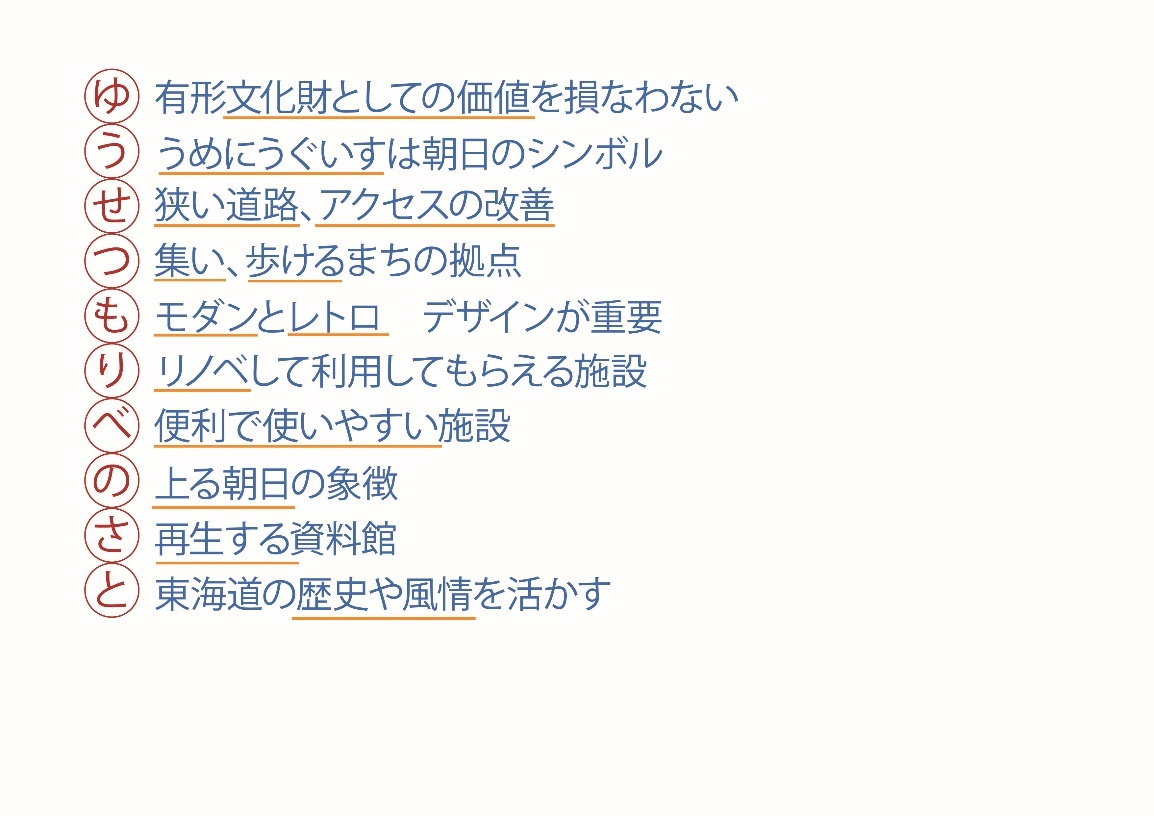 ゆ 有形文化財としての価値を損なわない
う うめにうぐいすは朝日のシンボル
せ 狭い道路、アクセスの改善
つ 集い、歩けるまちの拠点
も モダンとレトロ　デザインが重要
り リノベして利用してもらえる施設
べ 便利で使いやすい施設
の 上る朝日の象徴
さ 再生する資料館
と 東海道の歴史や風情を活かす